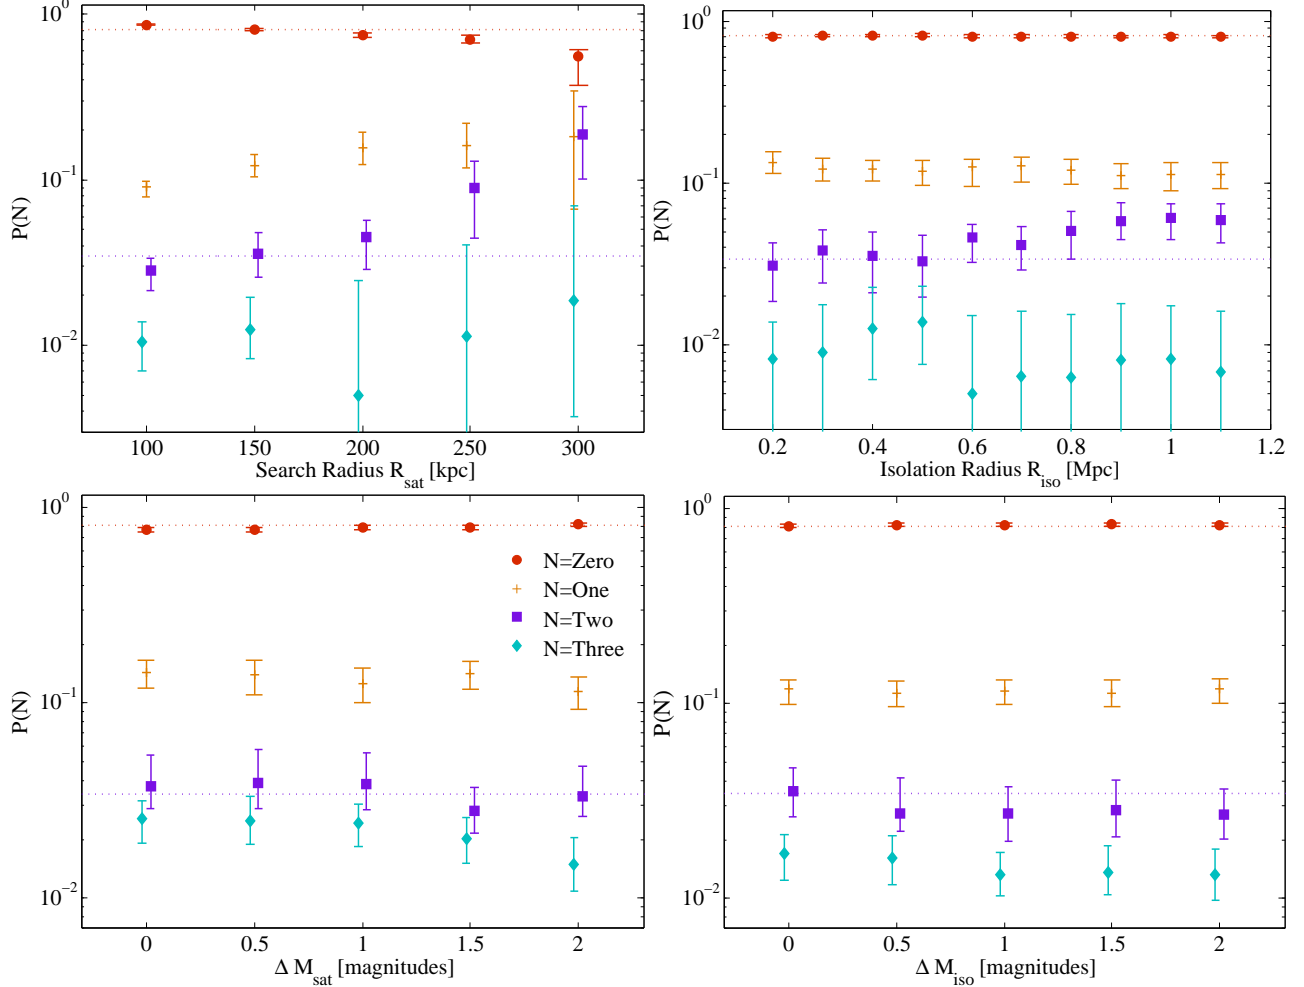 10^0
10^-1
10^-2
P(N)
100 150 200 250 300
Search Radius R_sat [kpc]
10^0
10^-1
10^-2
P(N)
0.2 0.4 0.6 0.8 1 1.2
Isolation Radius R_iso [Mpc]
10^0
10^-1
10^-2
P(N)
N=Zero
N=One
N=Two
N=Three
0 0.5 1 1.5 2
Δ M_sat [magnitudes]
10^0
10^-1
10^-2
P(N)
0 0.5 1 1.5 2
Δ M_iso [magnitudes]